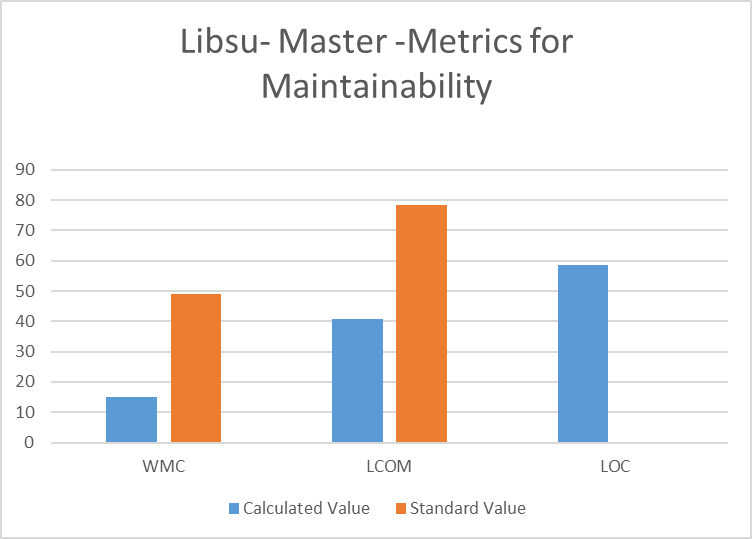 Libsu- Master -Metrics for
Maintainability
90
80
70
60
50
40
30
20
10
0
WMC LCOM LOC
Calculated Value Standard Value